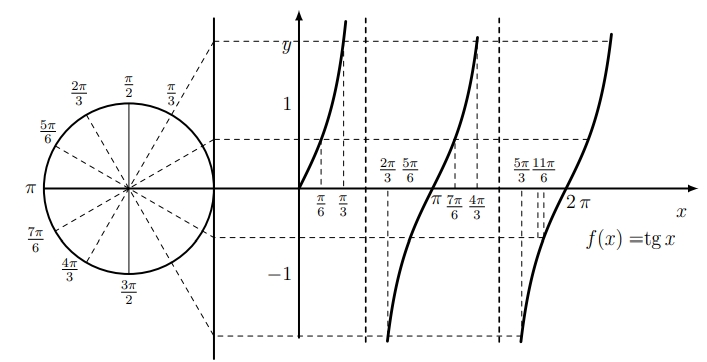 y
π/2
2π/3
π/3
1
5π/6
2π/3 5π/6
5π/3 11π/6
π
π/6 π/3
π 7π/6 4π/3
2 π
x
7π/6
f(x) =tg x
4π/3
−1
3π/2